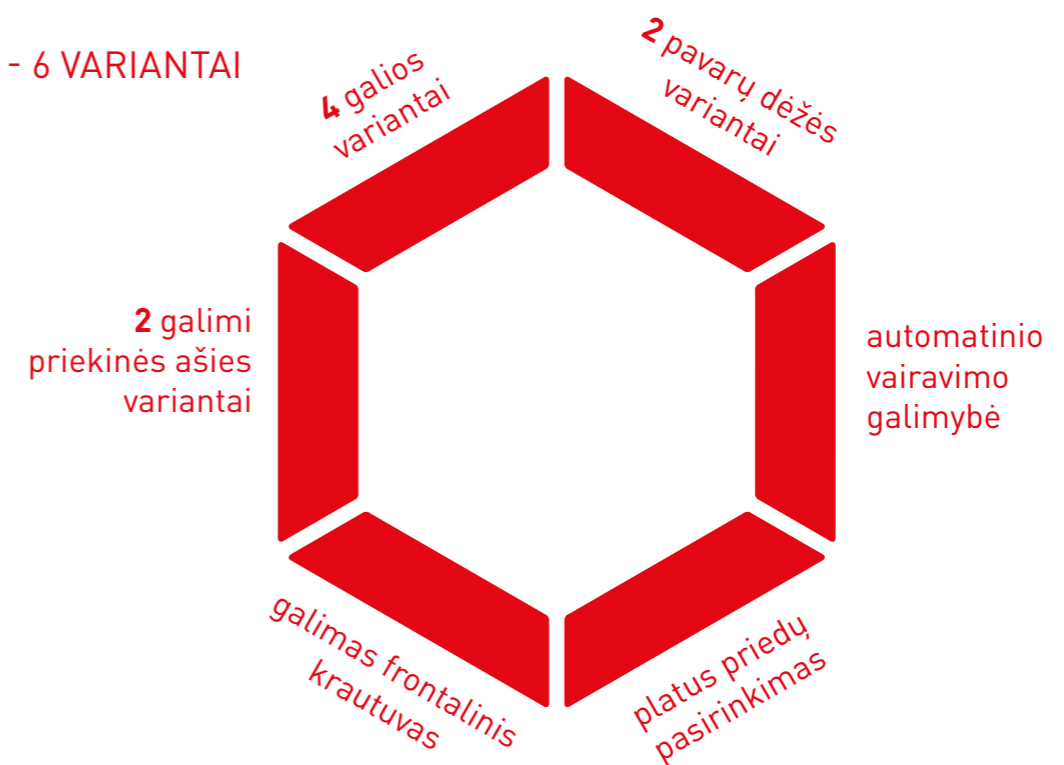 - 6 VARIANTAI
4 galios
variantai
2 pavarų dėžės
variantai
2 galimi
priekinės ašies
variantai
automatinio
vairavimo
galimybė
galimas frontalinis
krautuvas
platus priedų
pasirinkimas